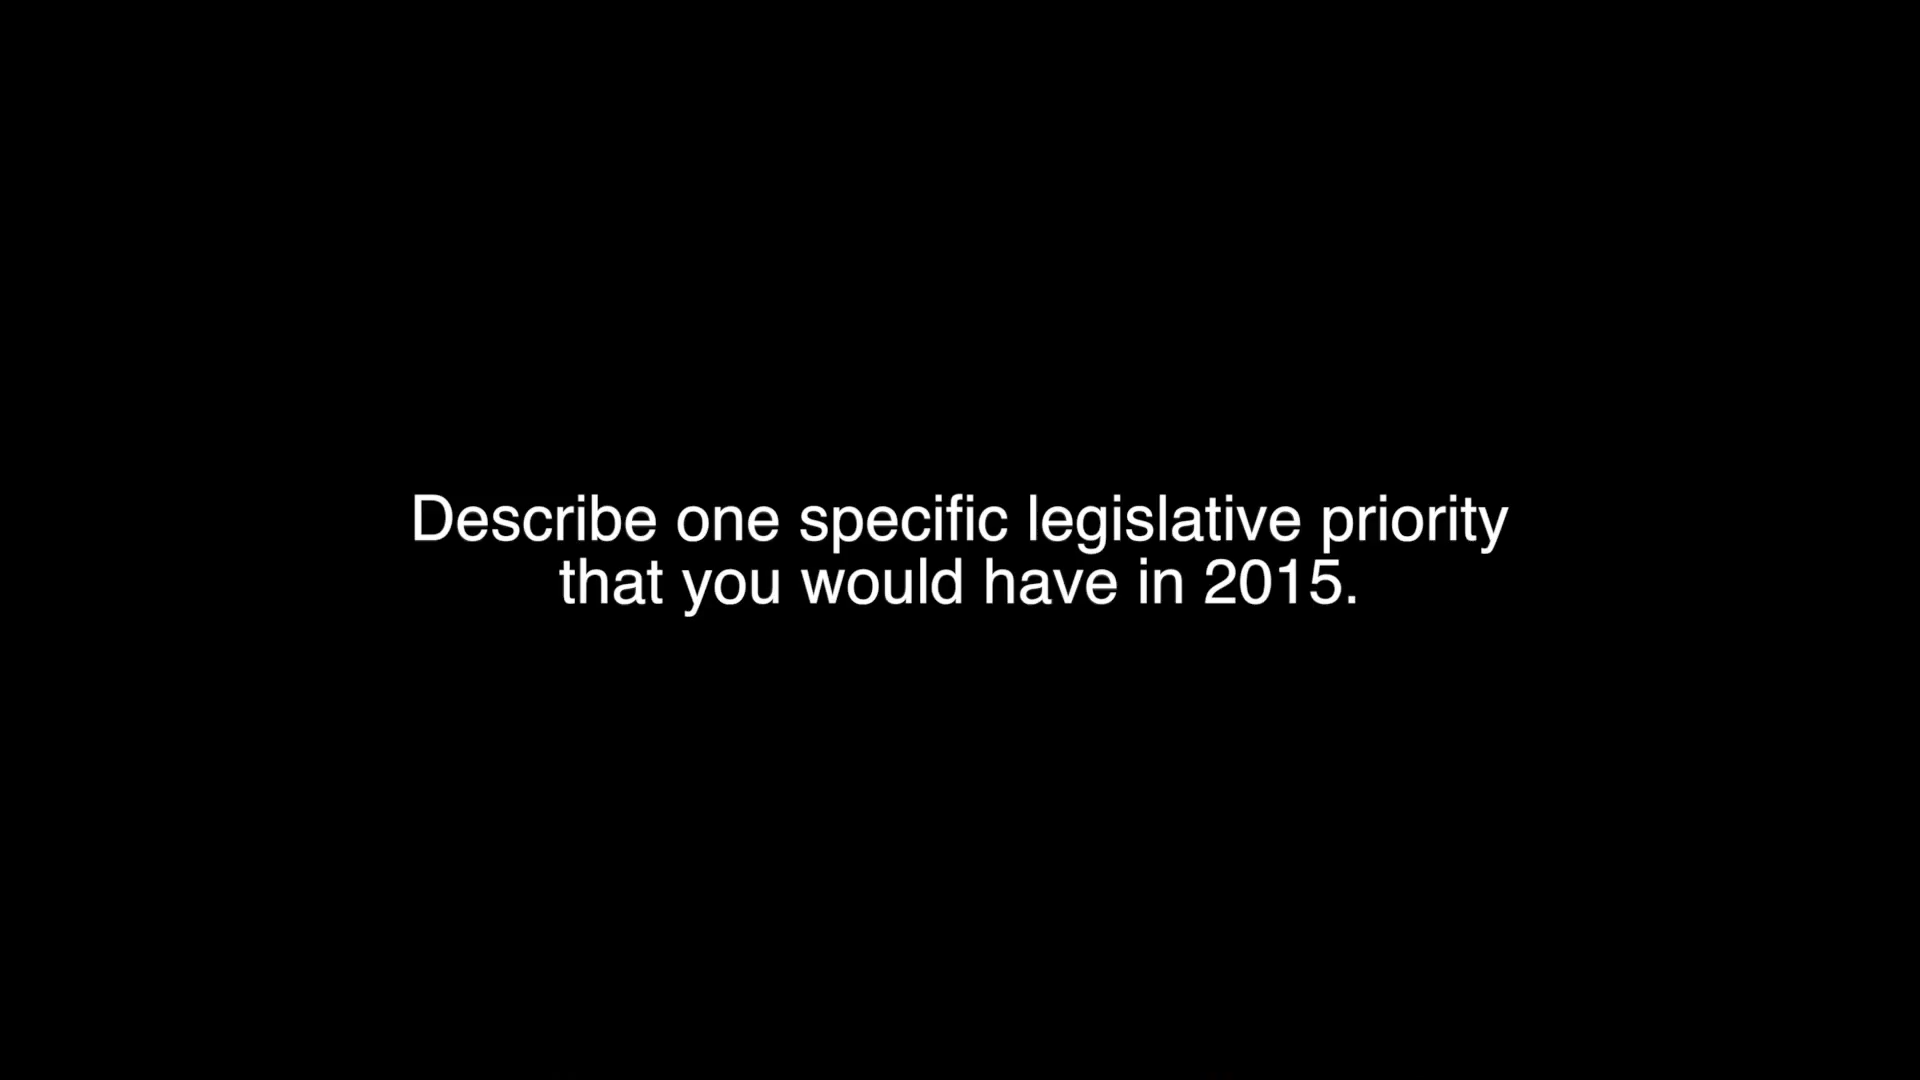 Describe one specific legislative priority
that you would have in 2015.